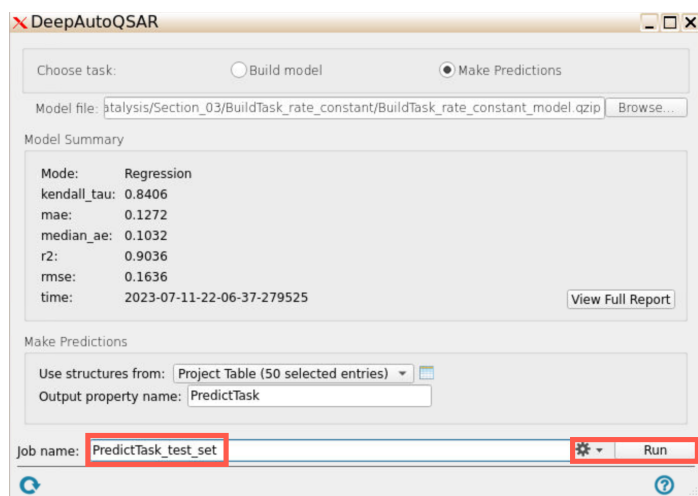 DeepAutoQSAR
Choose task: Build model Make Predictions
Model file: atalysis/Section_03/BuildTask_rate_constant/BuildTask_rate_constant_model.qzip Browse...
Model Summary
Mode: Regression
kendall_tau: 0.8406
mae: 0.1272
median_ae: 0.1032
r2: 0.9036
rmse: 0.1636
time: 2023-07-11-22-06-37-279525
View Full Report
Make Predictions
Use structures from: Project Table (50 selected entries)
Output property name: PredictTask
Job name: PredictTask_test_set Run